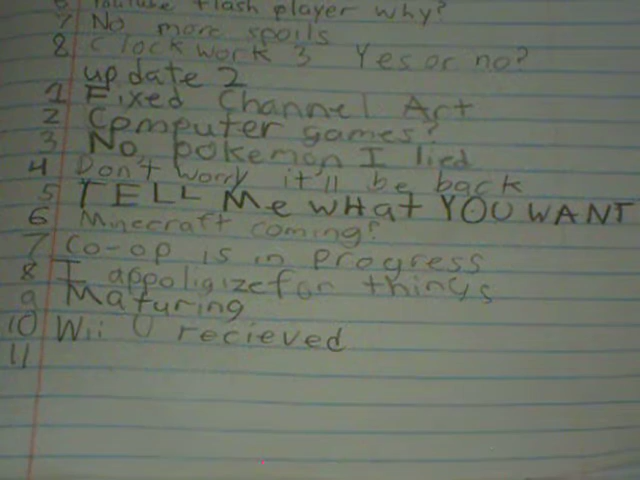 6 Youtube flash player why?
7 No more spoils
8 Clock work 3 Yes or no?
update 2
1 Fixed Channel Art
2 Computer games?
3 No pokemon I lied
4 Don't worry it'll be back
5 TELL Me wHat YOU WANT
6 Minecraft coming?
7 Co-op is in progress
8 I appoligize for things
9 Maturing
10 Wii U recieved
11